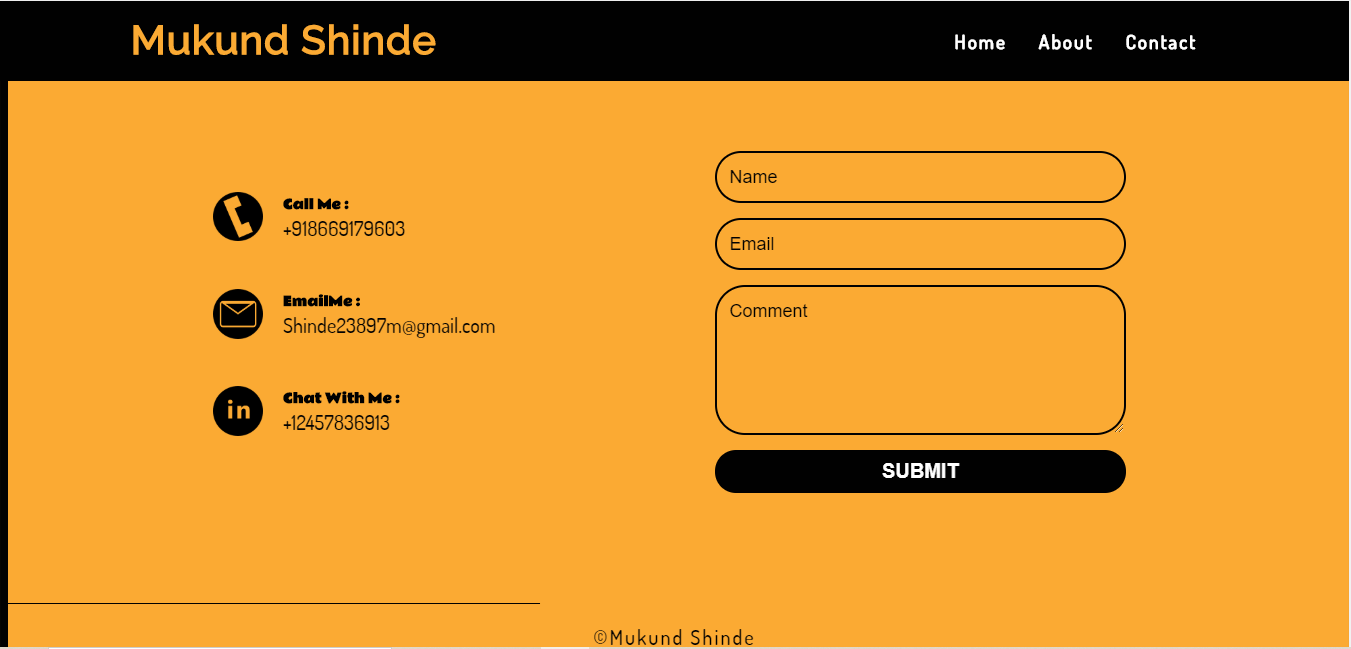 Mukund Shinde
Home About Contact
Call Me :
+918669179603
EmailMe :
Shinde23897m@gmail.com
in
Chat With Me :
+12457836913
Name
Email
Comment
SUBMIT
©Mukund Shinde